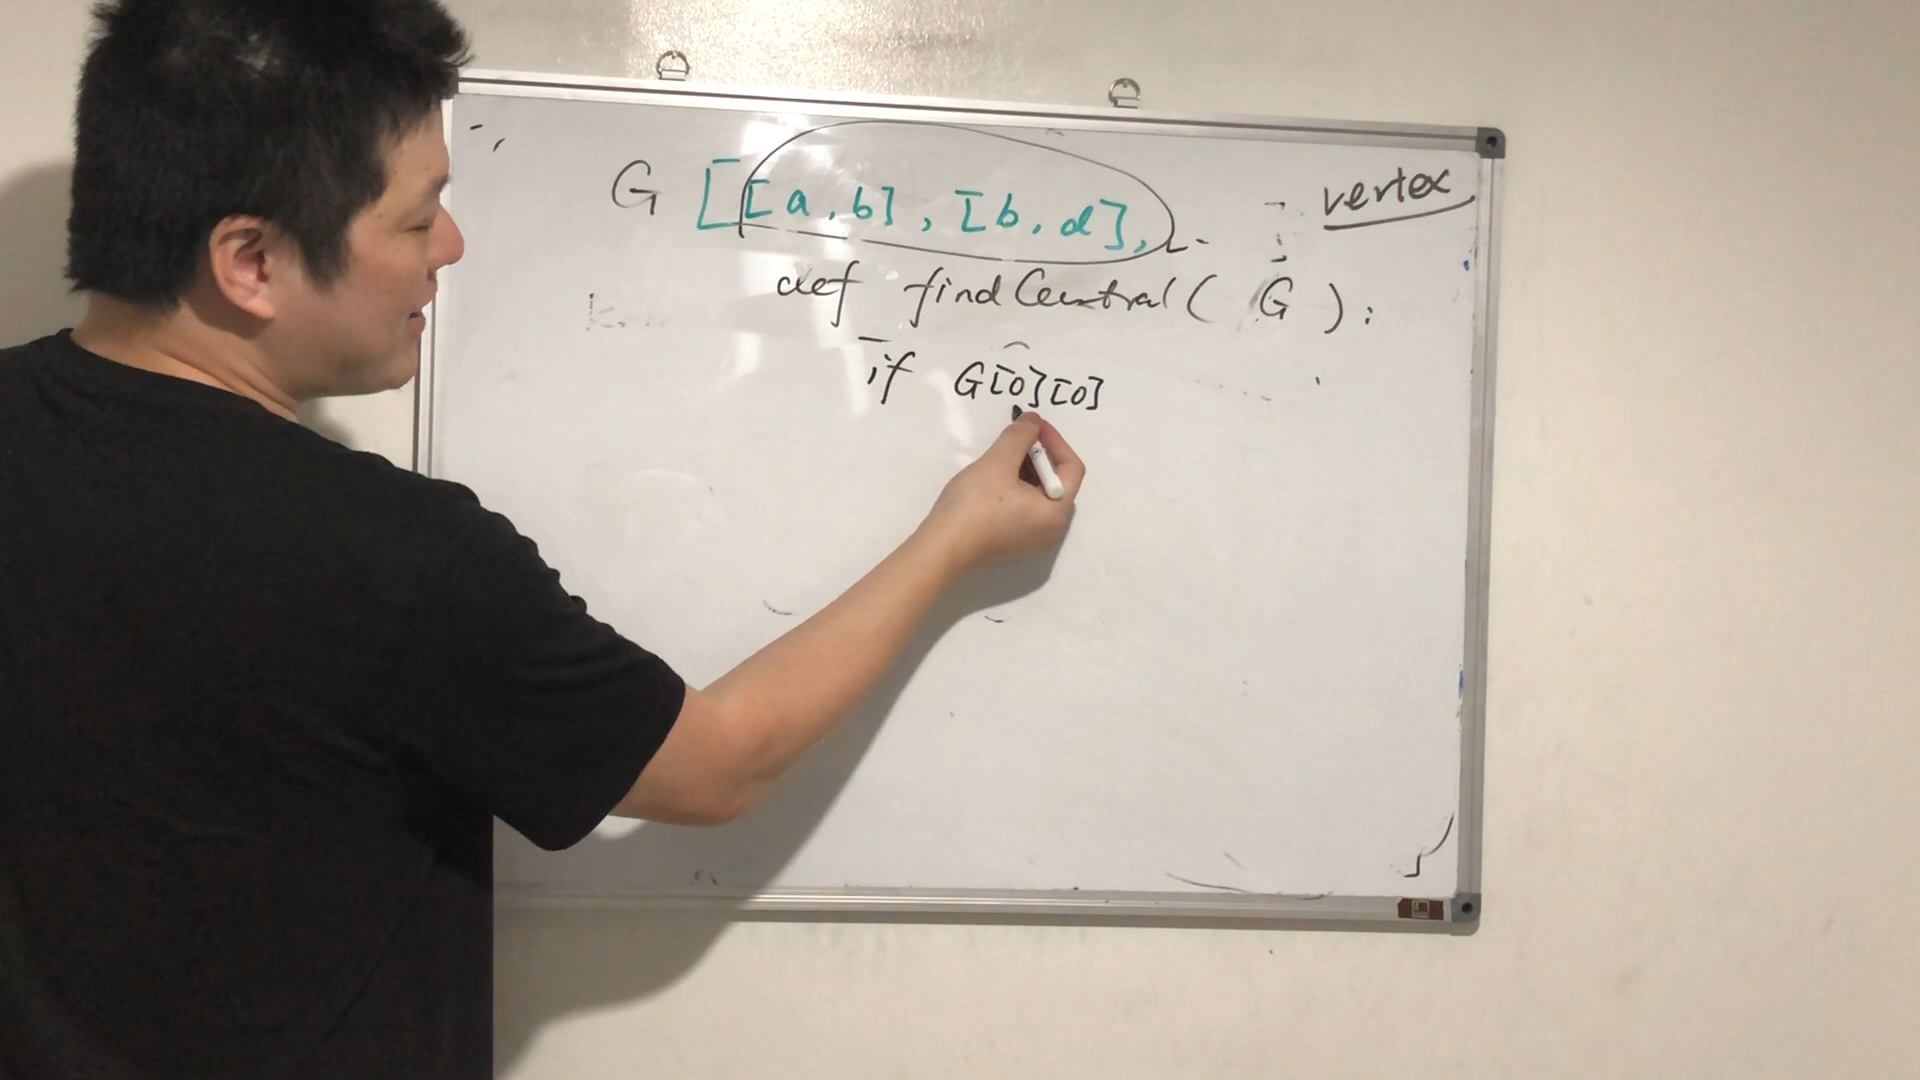 vertex
G [[a, b], [b, d],
def findCentral( G ):
if G[0][0]